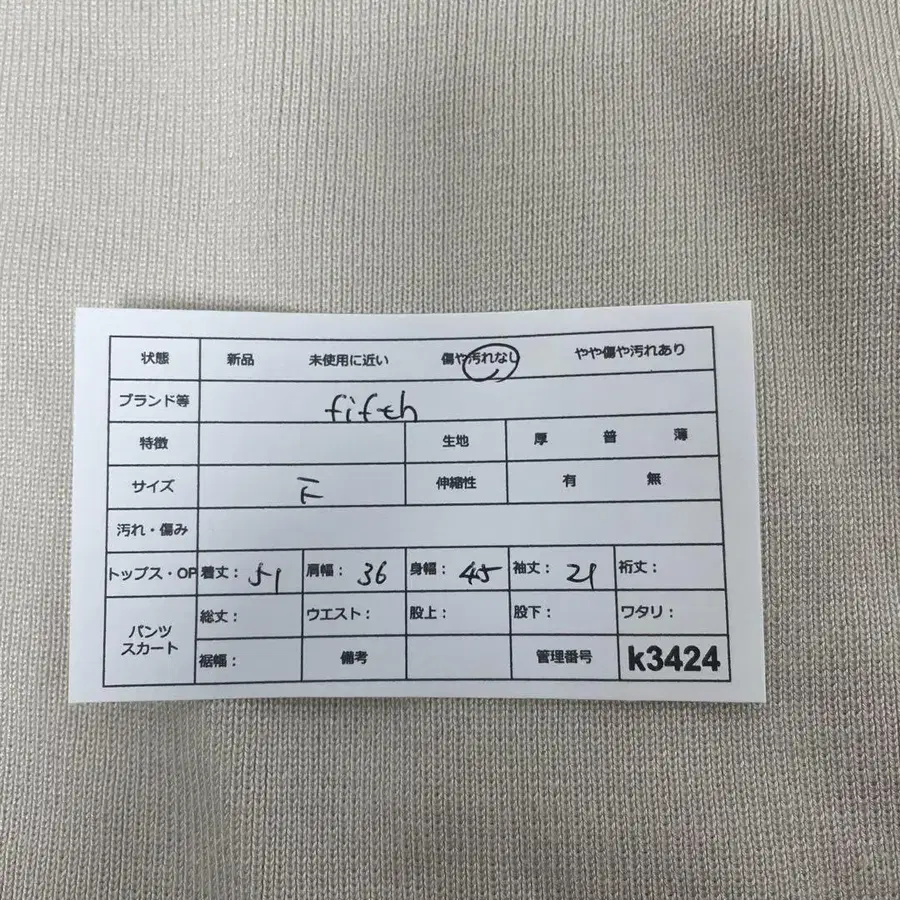 状態 新品 未使用に近い 傷や汚れなし やや傷や汚れあり
ブランド等 fifth
特徴 生地 厚 普 薄
サイズ F 伸縮性 有 無
汚れ・傷み
トップス・OP 着丈: 51 肩幅: 36 身幅: 45 袖丈: 21 裄丈:
パンツ スカート 総丈: ウエスト: 股上: 股下: ワタリ:
裾幅: 備考 管理番号 k3424